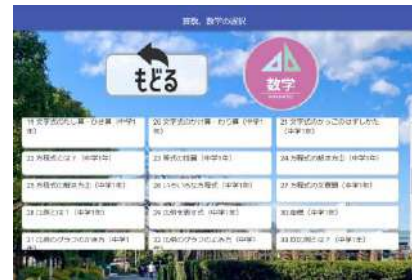 算数、数学の選択
もどる
数学
19 文字式のたし算・ひき算（中学1年）
20 文字式のかけ算・わり算（中学1年）
21 文字式のかっこのはずしかた（中学1年）
22 方程式とは？（中学1年）
23 等式の性質（中学1年）
24 方程式の解き方①（中学1年）
25 方程式の解き方②（中学1年）
26 いろいろな方程式（中学1年）
27 方程式の文章題（中学1年）
28 比例とは？（中学1年）
29 比例を表す式（中学1年）
30 座標（中学1年）
31 比例のグラフのかき方（中学1
32 比例のグラフのよみ方（中学1
33 反比例とは？（中学1年）